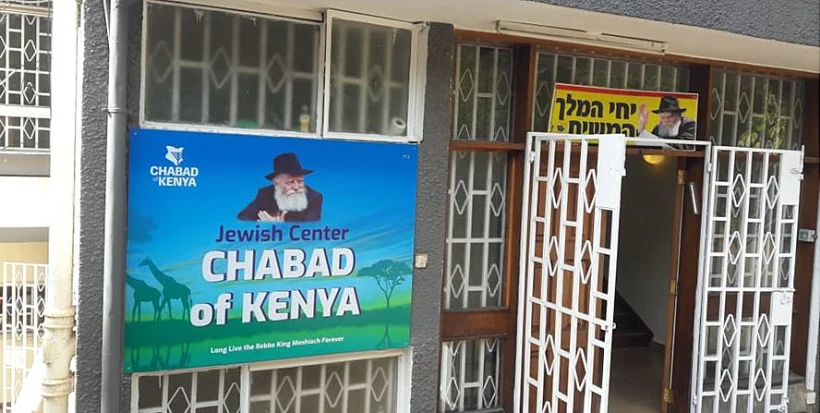 CHABAD
of KENYA
Jewish Center
CHABAD
of KENYA
Long Live the Rebbe King Moshiach Forever
יחי המלך
המשיח